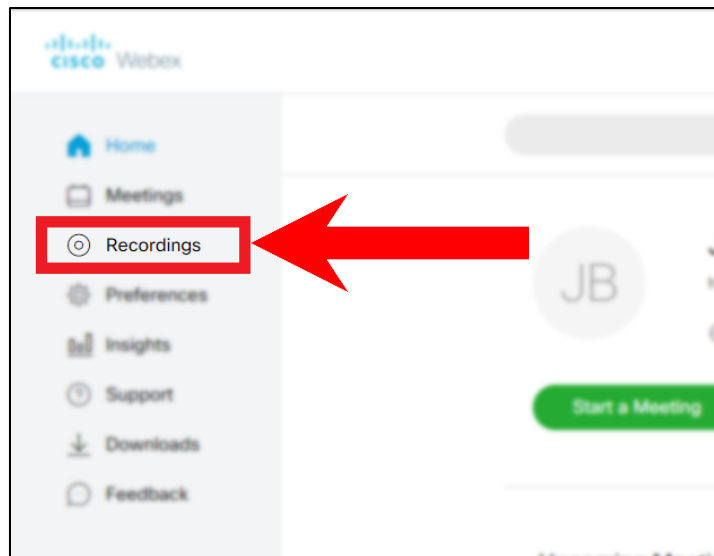 CISCO Webex
Home
Meetings
Recordings
Preferences
Insights
Support
Downloads
Feedback
JB
Start a Meeting